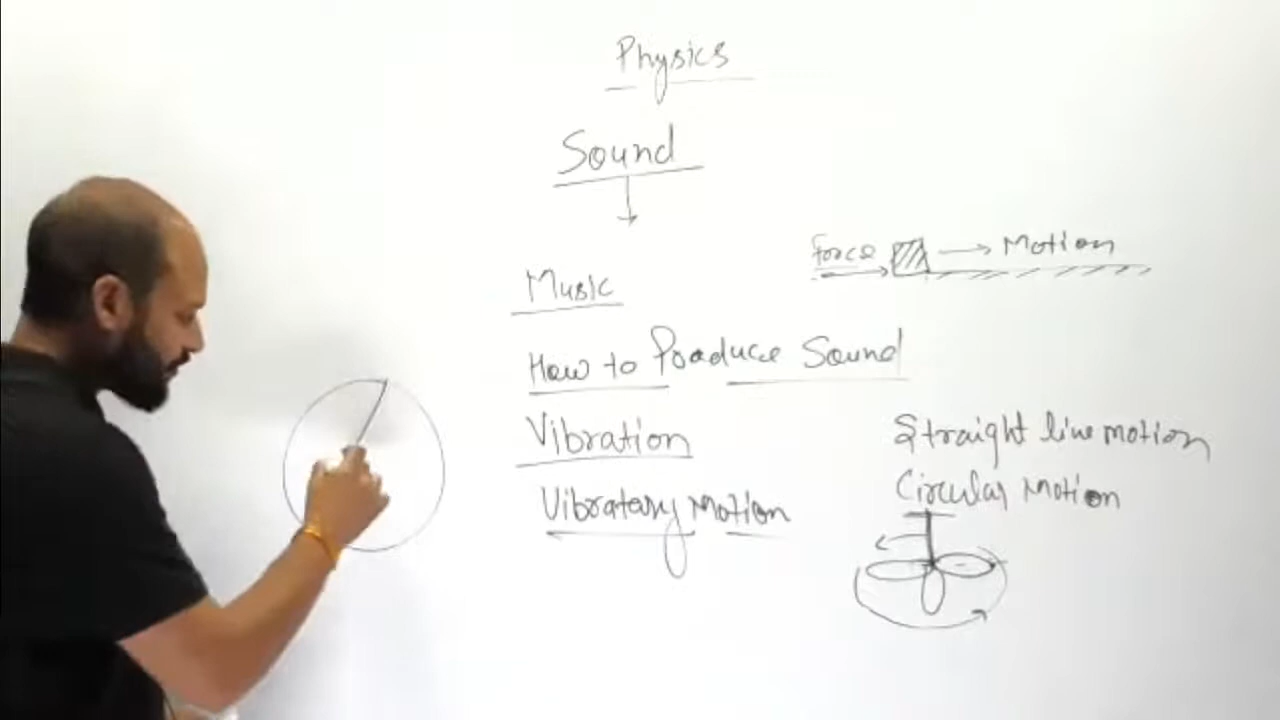 Physics
Sound
Force
Motion
Music
How to Produce Sound
Vibration
Vibratory Motion
Straight line motion
Circular Motion